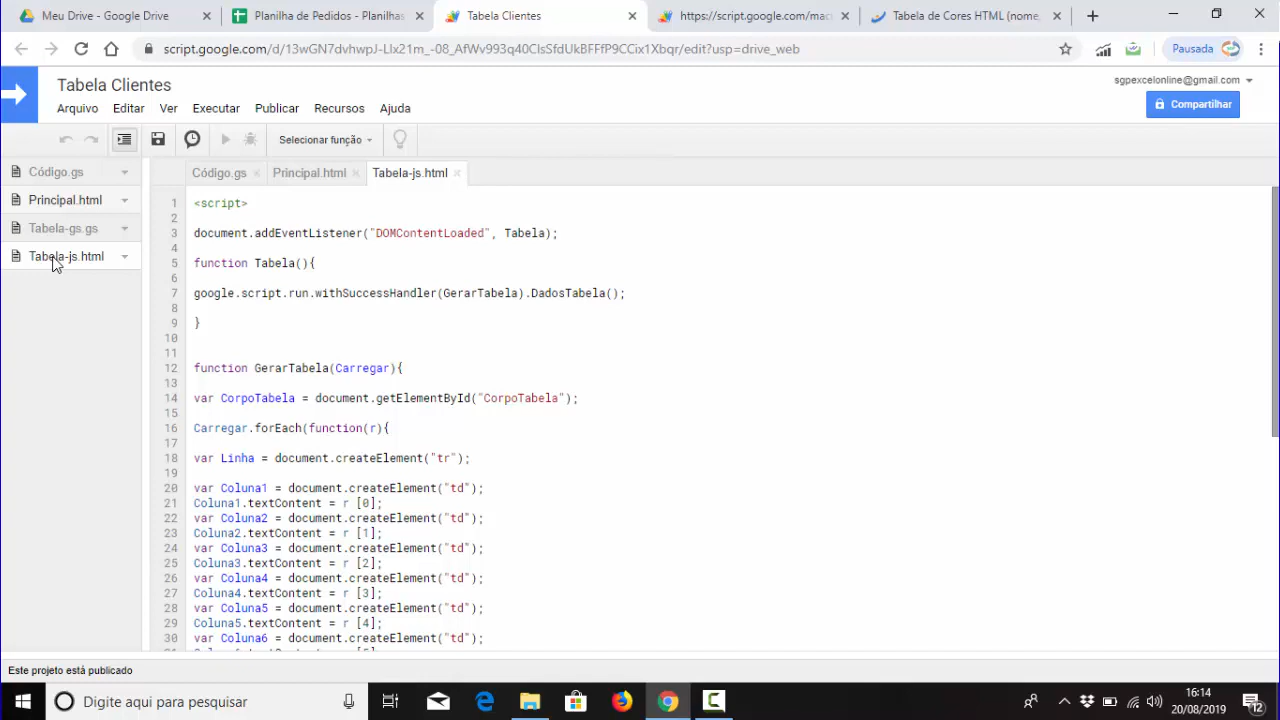 Meu Drive - Google Drive
Planilha de Pedidos - Planilhas
Tabela Clientes
https://script.google.com/mac
Tabela de Cores HTML (nome,
script.google.com/d/13wGN7dvhwpJ-Llx21m_-08_AfWv993q40ClsSfdUkBFFfP9CCix1Xbqr/edit?usp=drive_web
Pausada
Tabela Clientes
sgpexcelonline@gmail.com
Arquivo Editar Ver Executar Publicar Recursos Ajuda
Compartilhar
Selecionar função
Código.gs
Principal.html
Tabela-gs.gs
Tabela-js.html
Código.gs Principal.html Tabela-js.html
1 <script>
2
3 document.addEventListener("DOMContentLoaded", Tabela);
4
5 function Tabela(){
6
7 google.script.run.withSuccessHandler(GerarTabela).DadosTabela();
8
9 }
10
11
12 function GerarTabela(Carregar){
13
14 var CorpoTabela = document.getElementById("CorpoTabela");
15
16 Carregar.forEach(function(r){
17
18 var Linha = document.createElement("tr");
19
20 var Coluna1 = document.createElement("td");
21 Coluna1.textContent = r [0];
22 var Coluna2 = document.createElement("td");
23 Coluna2.textContent = r [1];
24 var Coluna3 = document.createElement("td");
25 Coluna3.textContent = r [2];
26 var Coluna4 = document.createElement("td");
27 Coluna4.textContent = r [3];
28 var Coluna5 = document.createElement("td");
29 Coluna5.textContent = r [4];
30 var Coluna6 = document.createElement("td");
Este projeto está publicado
Digite aqui para pesquisar
16:14
20/08/2019
12